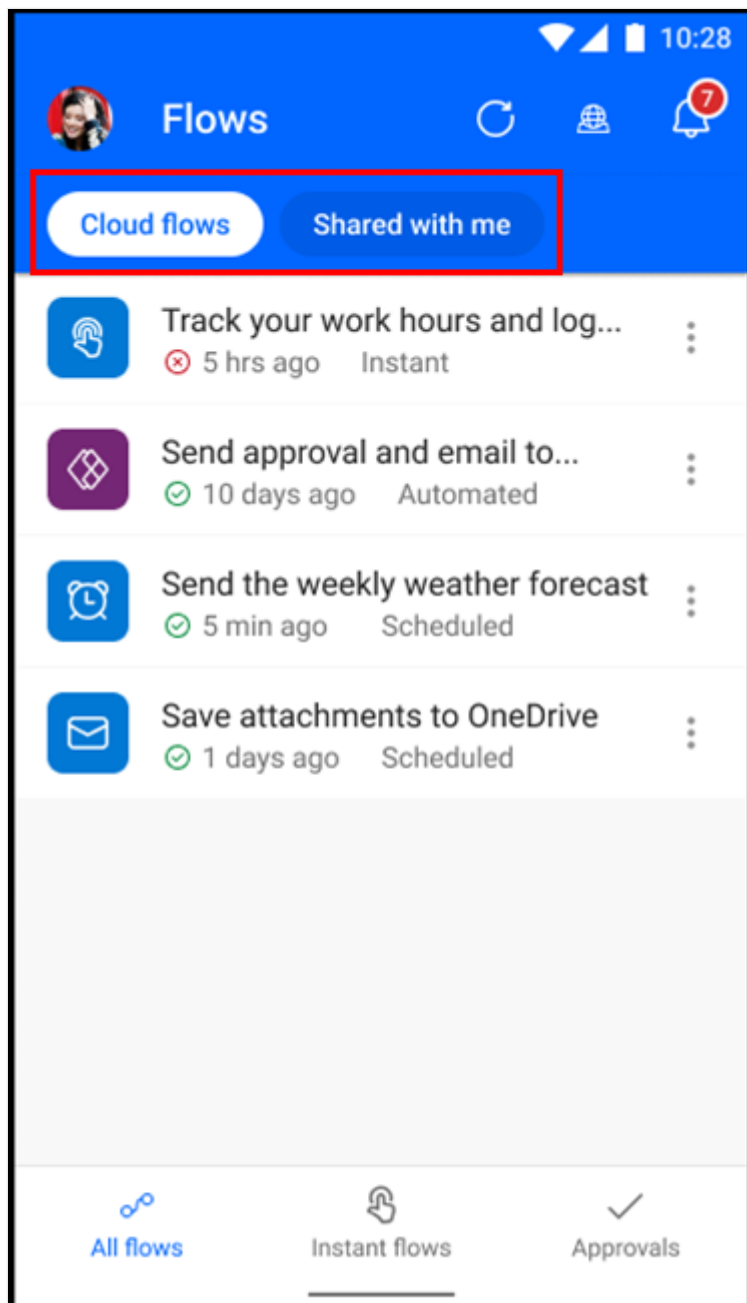 10:28
Flows
7
Cloud flows Shared with me
Track your work hours and log...
5 hrs ago Instant
Send approval and email to...
10 days ago Automated
Send the weekly weather forecast
5 min ago Scheduled
Save attachments to OneDrive
1 days ago Scheduled
All flows Instant flows Approvals